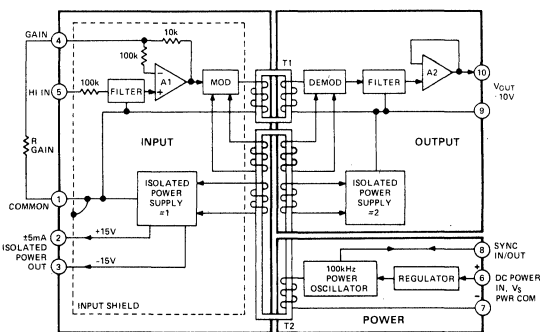 GAIN
4
10k
100k
A1
HI IN
5
100k
FILTER
MOD
T1
DEMOD
FILTER
A2
10
VOUT
-10V
9
R
GAIN
INPUT
OUTPUT
1
COMMON
ISOLATED
POWER
SUPPLY
#1
ISOLATED
POWER
SUPPLY
#2
±5mA
ISOLATED
POWER
OUT
2
+15V
3
-15V
INPUT SHIELD
8
SYNC
IN/OUT
100kHz
POWER
OSCILLATOR
REGULATOR
+
6
DC POWER
IN, VS
PWR COM
-
7
POWER
T2